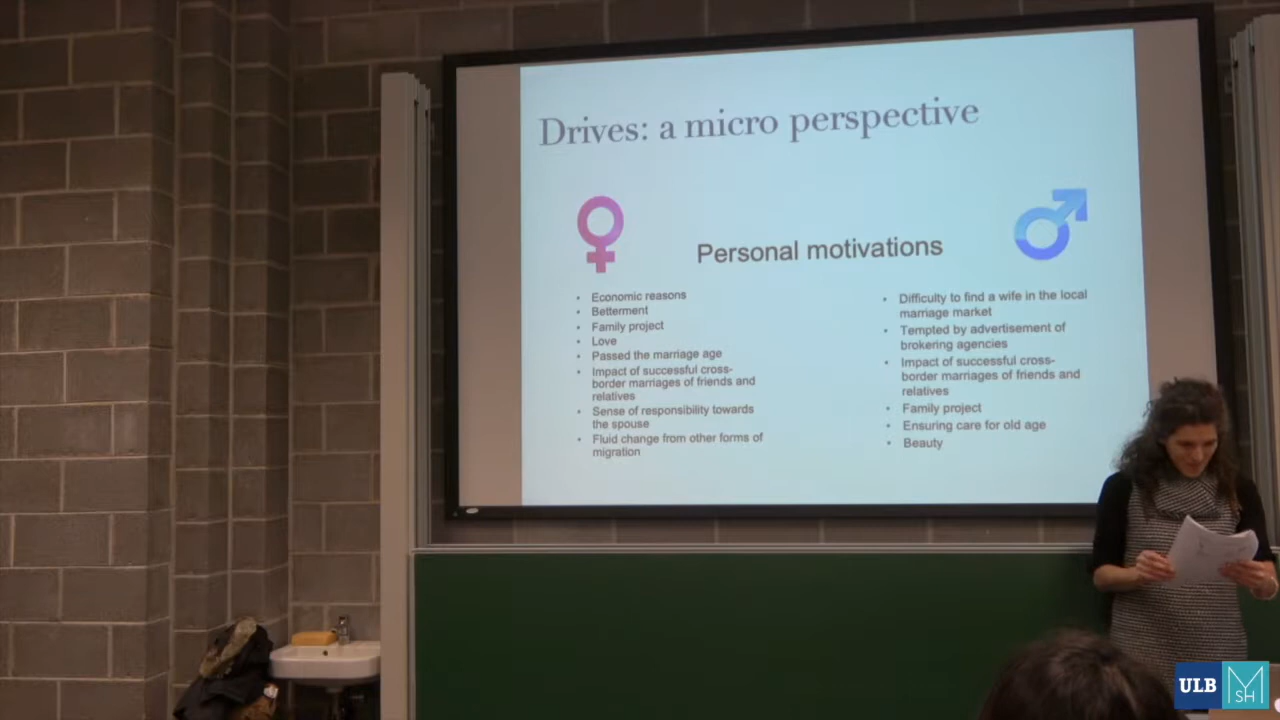 Drives: a micro perspective
Personal motivations
• Economic reasons
• Betterment
• Family project
• Love
• Passed the marriage age
• Impact of successful cross-
border marriages of friends and
relatives
• Sense of responsibility towards
the spouse
• Fluid change from other forms of
migration
• Difficulty to find a wife in the local
marriage market
• Tempted by advertisement of
brokering agencies
• Impact of successful cross-
border marriages of friends and
relatives
• Family project
• Ensuring care for old age
• Beauty
ULB
MSH